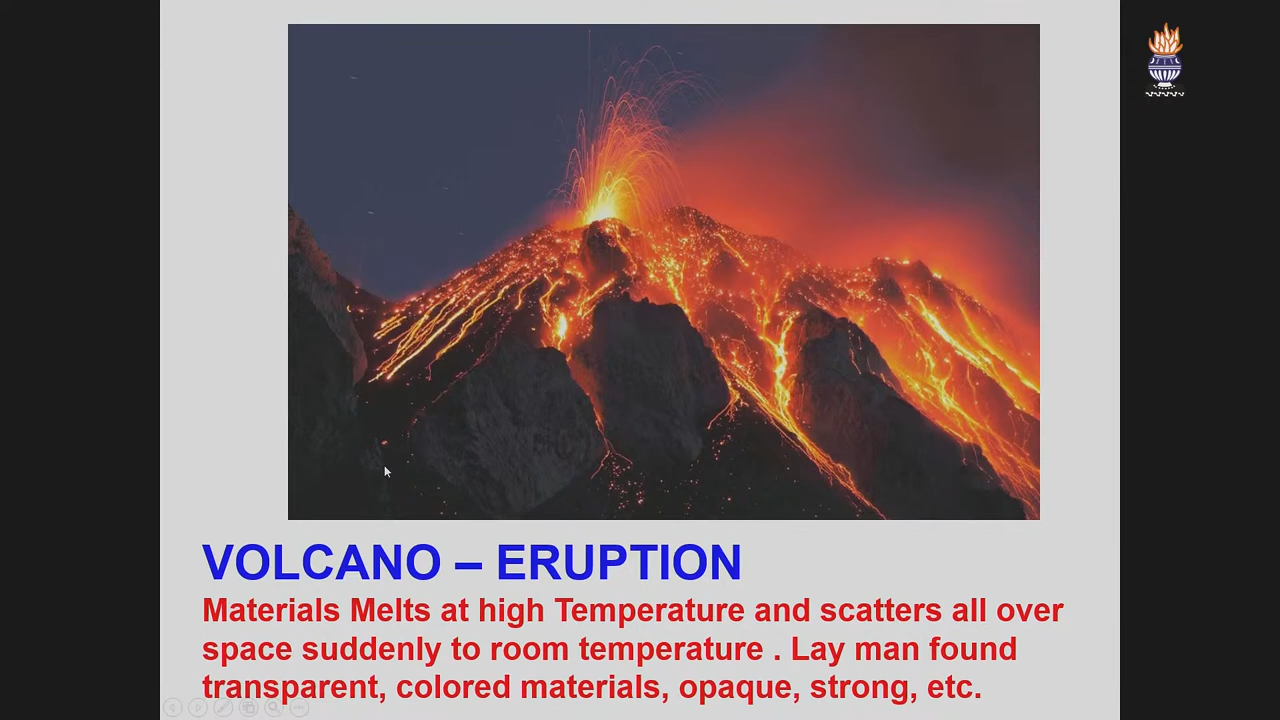 VOLCANO – ERUPTION
Materials Melts at high Temperature and scatters all over
space suddenly to room temperature . Lay man found
transparent, colored materials, opaque, strong, etc.